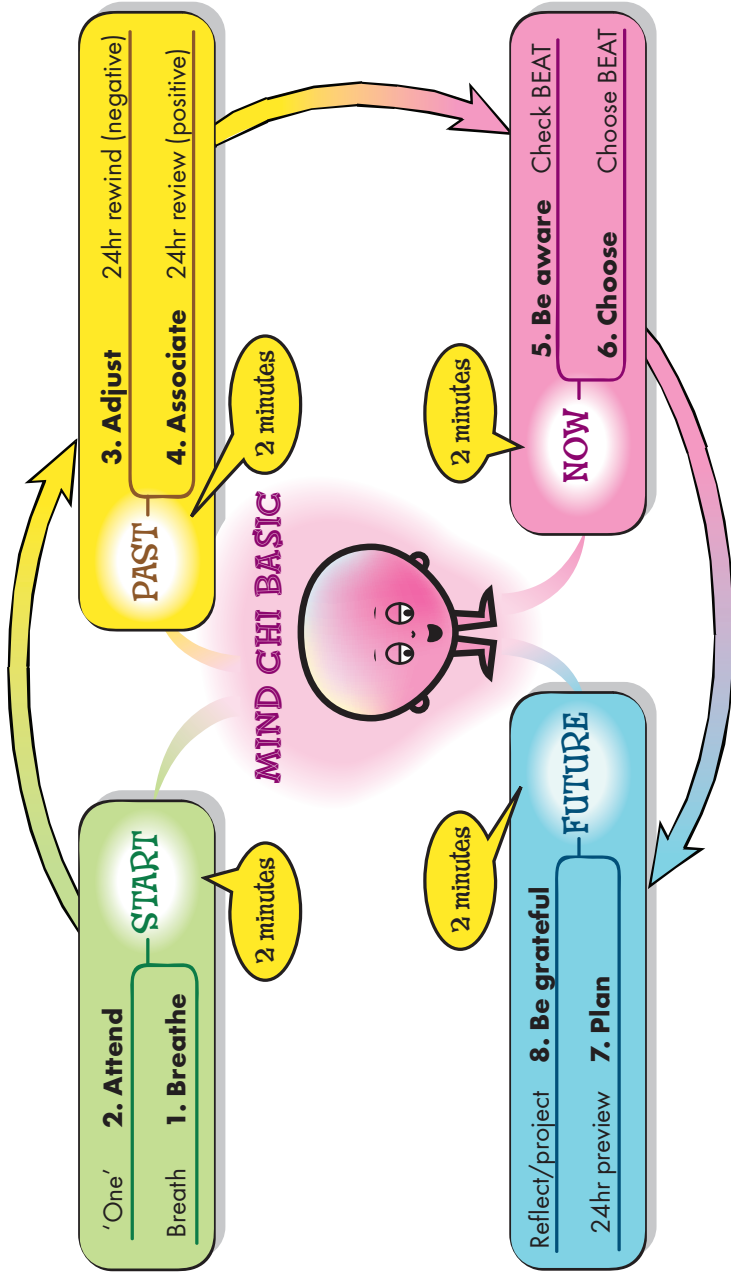 MIND CHI BASIC
START
2 minutes
'One' 2. Attend
Breath 1. Breathe
PAST
2 minutes
3. Adjust 24hr rewind (negative)
4. Associate 24hr review (positive)
NOW
2 minutes
5. Be aware Check BEAT
6. Choose Choose BEAT
FUTURE
2 minutes
Reflect/project 8. Be grateful
24hr preview 7. Plan